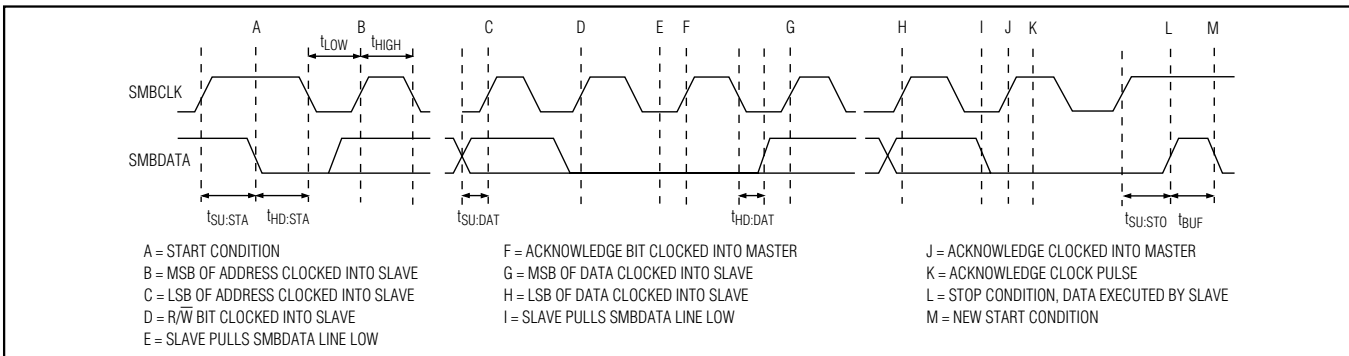 A B C D E F G H I J K L M
tLOW tHIGH
SMBCLK
SMBDATA
tSU:STA tHD:STA tSU:DAT tHD:DAT tSU:STO tBUF
A = START CONDITION
B = MSB OF ADDRESS CLOCKED INTO SLAVE
C = LSB OF ADDRESS CLOCKED INTO SLAVE
D = R/W̅ BIT CLOCKED INTO SLAVE
E = SLAVE PULLS SMBDATA LINE LOW
F = ACKNOWLEDGE BIT CLOCKED INTO MASTER
G = MSB OF DATA CLOCKED INTO SLAVE
H = LSB OF DATA CLOCKED INTO SLAVE
I = SLAVE PULLS SMBDATA LINE LOW
J = ACKNOWLEDGE CLOCKED INTO MASTER
K = ACKNOWLEDGE CLOCK PULSE
L = STOP CONDITION, DATA EXECUTED BY SLAVE
M = NEW START CONDITION